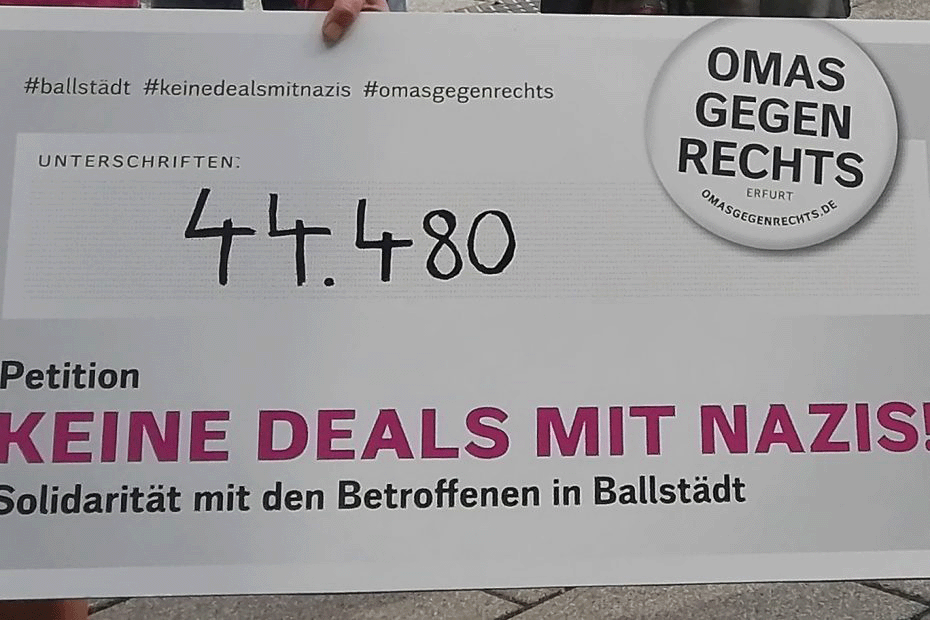 #ballstädt #keinedealsmitnazis #omasgegenrechts
OMAS
GEGEN
RECHTS
ERFURT
OMASGEGENRECHTS.DE
UNTERSCHRIFTEN:
44.480
Petition
KEINE DEALS MIT NAZIS!
Solidarität mit den Betroffenen in Ballstädt